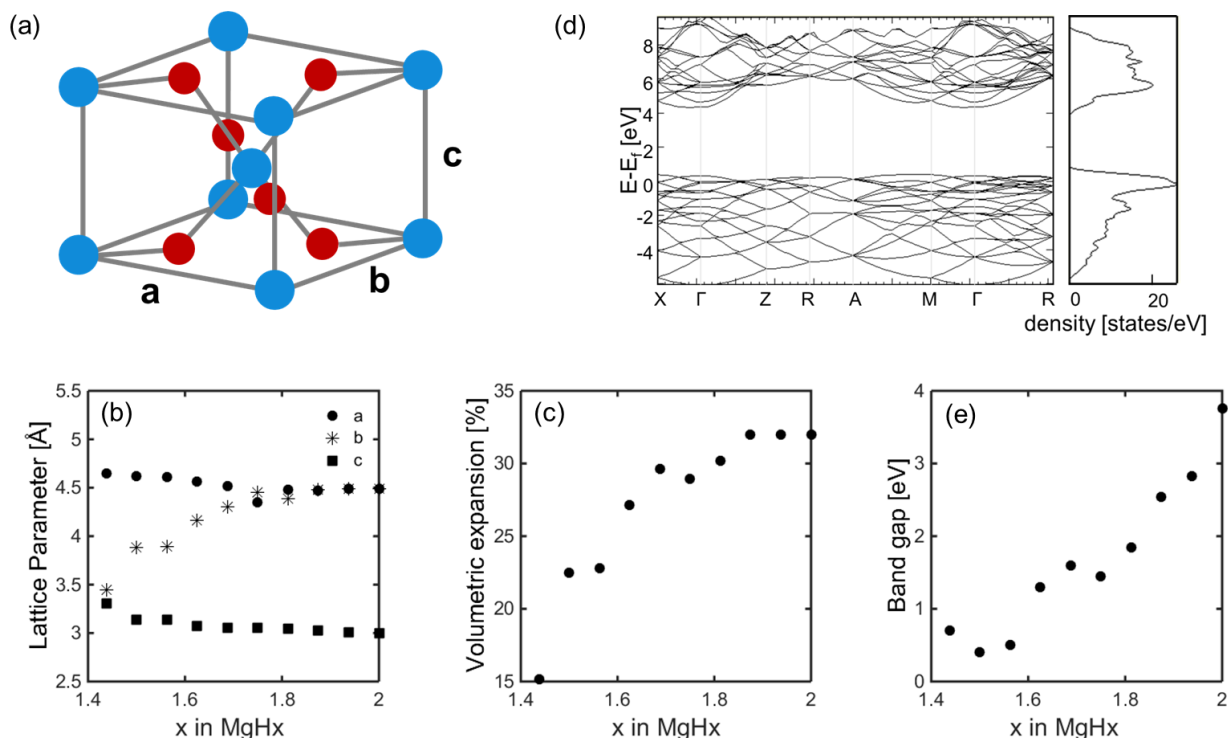 (a)
c
a
b
(d)
E-Ef [eV]
8
6
4
2
0
-2
-4
X Γ Z R A M Γ R
0 20
density [states/eV]
(b)
Lattice Parameter [Å]
5.5
5
4.5
4
3.5
3
2.5
a
b
c
1.4 1.6 1.8 2
x in MgHx
(c)
Volumetric expansion [%]
35
30
25
20
15
1.4 1.6 1.8 2
x in MgHx
(e)
Band gap [eV]
4
3
2
1
0
1.4 1.6 1.8 2
x in MgHx